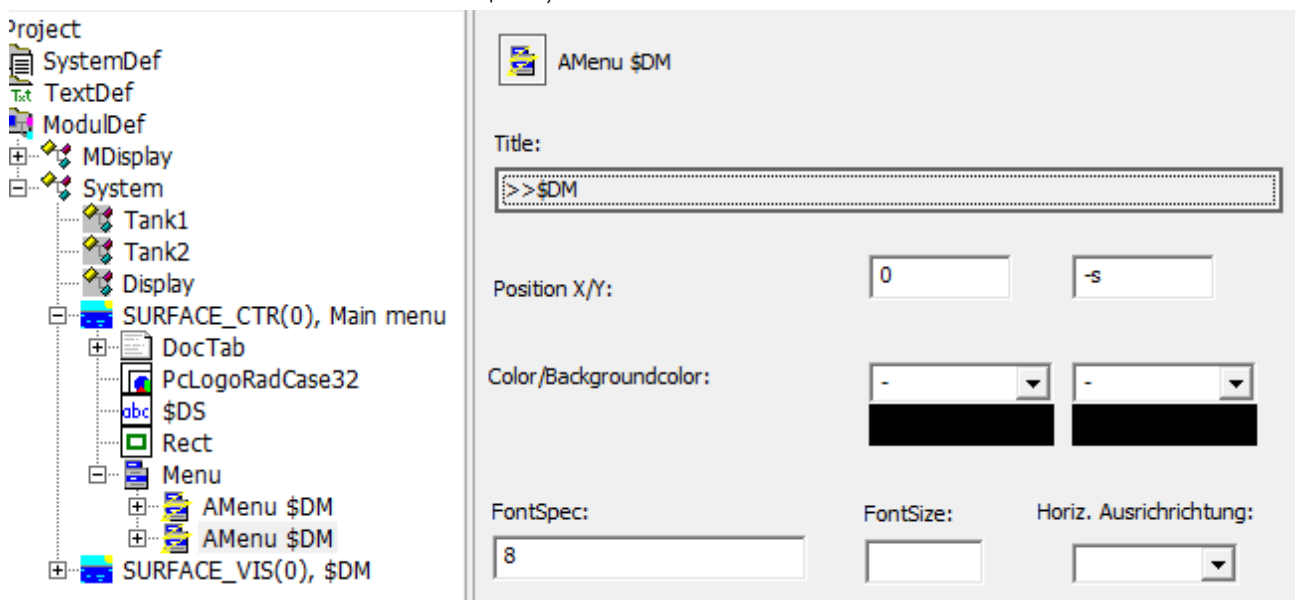 Project
SystemDef
Txt TextDef
ModulDef
MDisplay
System
Tank1
Tank2
Display
SURFACE_CTR(0), Main menu
DocTab
PcLogoRadCase32
abc $DS
Rect
Menu
AMenu $DM
AMenu $DM
SURFACE_VIS(0), $DM
AMenu $DM
Title:
>>$DM
Position X/Y:
0
-s
Color/Backgroundcolor:
-
-
FontSpec:
FontSize:
Horiz. Ausrichrichtung:
8